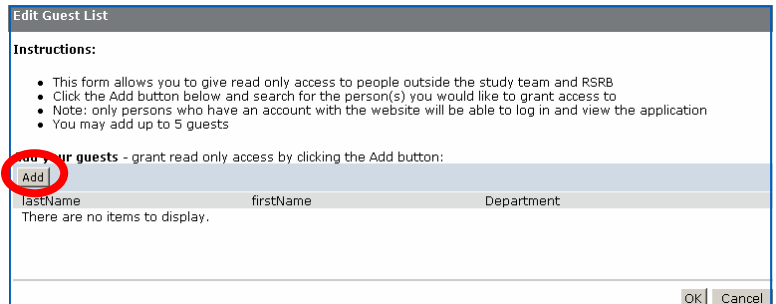 Edit Guest List
Instructions:
This form allows you to give read only access to people outside the study team and RSRB
Click the Add button below and search for the person(s) you would like to grant access to
Note: only persons who have an account with the website will be able to log in and view the application
You may add up to 5 guests
Add your guests - grant read only access by clicking the Add button:
Add
lastName firstName Department
There are no items to display.
OK Cancel